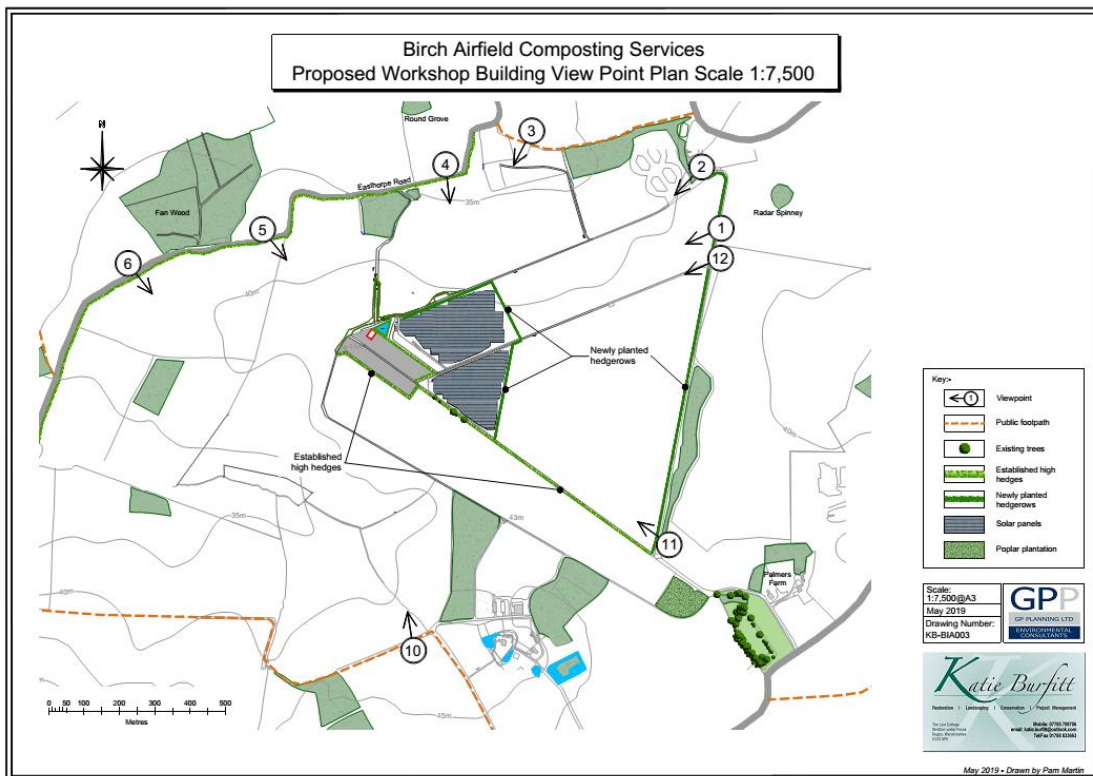 Birch Airfield Composting Services
Proposed Workshop Building View Point Plan Scale 1:7,500
N
Round Grove
3
4
2
Easthorpe Road
35m
Fan Wood
Radar Spinney
5
1
6
12
40m
Newly planted
hedgerows
40m
Established
high hedges
35m
43m
11
40m
Palmers
Farm
10
45m
0 50 100 200 300 400 500
Metres
Key:-
1
Viewpoint
Public footpath
Existing trees
Established high
hedges
Newly planted
hedgerows
Solar panels
Poplar plantation
Scale:
1:7,500@A3
May 2019
Drawing Number:
KB-BIA003
GPP
GP PLANNING LTD
ENVIRONMENTAL
CONSULTANTS
Katie Burfitt
Restoration | Landscaping | Conservation | Project Management
May 2019 • Drawn by Pam Martin